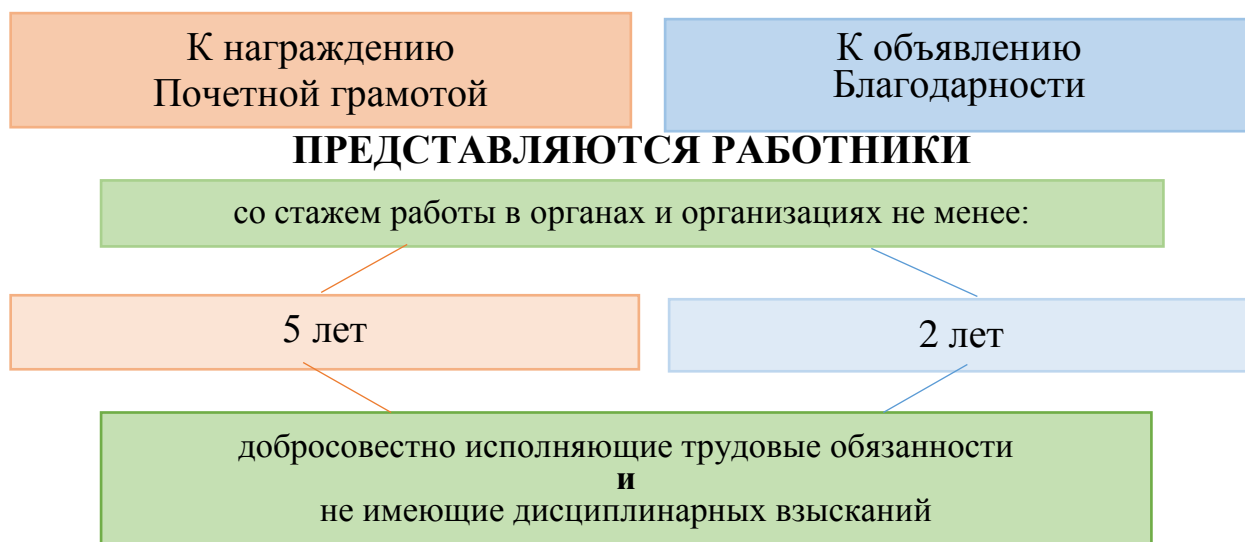 К награждению
Почетной грамотой
К объявлению
Благодарности
ПРЕДСТАВЛЯЮТСЯ РАБОТНИКИ
со стажем работы в органах и организациях не менее:
5 лет
2 лет
добросовестно исполняющие трудовые обязанности
и
не имеющие дисциплинарных взысканий